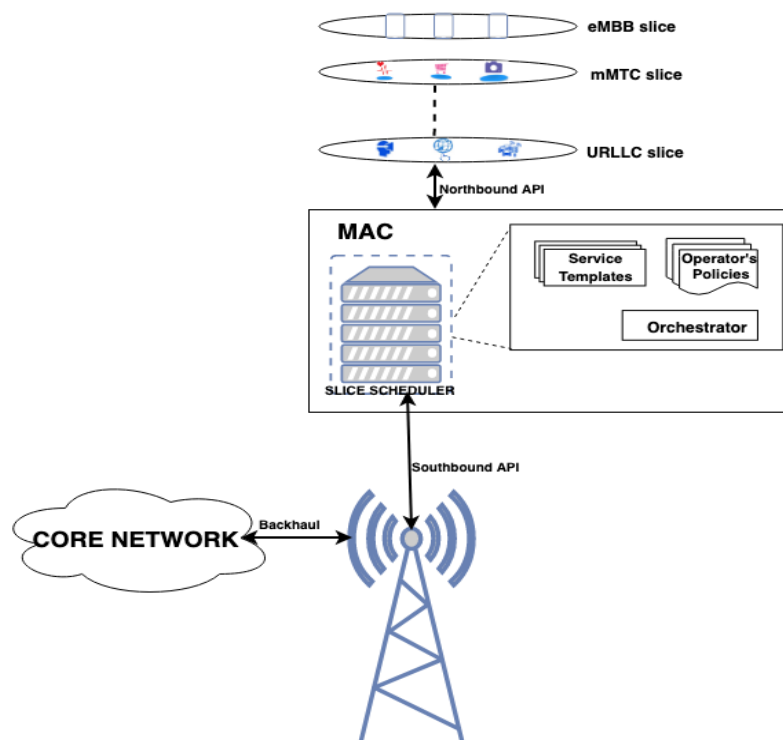 eMBB slice
mMTC slice
URLLC slice
Northbound API
MAC
Service
Templates
Operator's
Policies
Orchestrator
SLICE SCHEDULER
Southbound API
Backhaul
CORE NETWORK